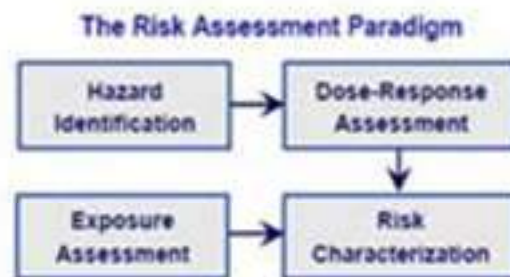 The Risk Assessment Paradigm
Hazard
Identification
Dose-Response
Assessment
Exposure
Assessment
Risk
Characterization